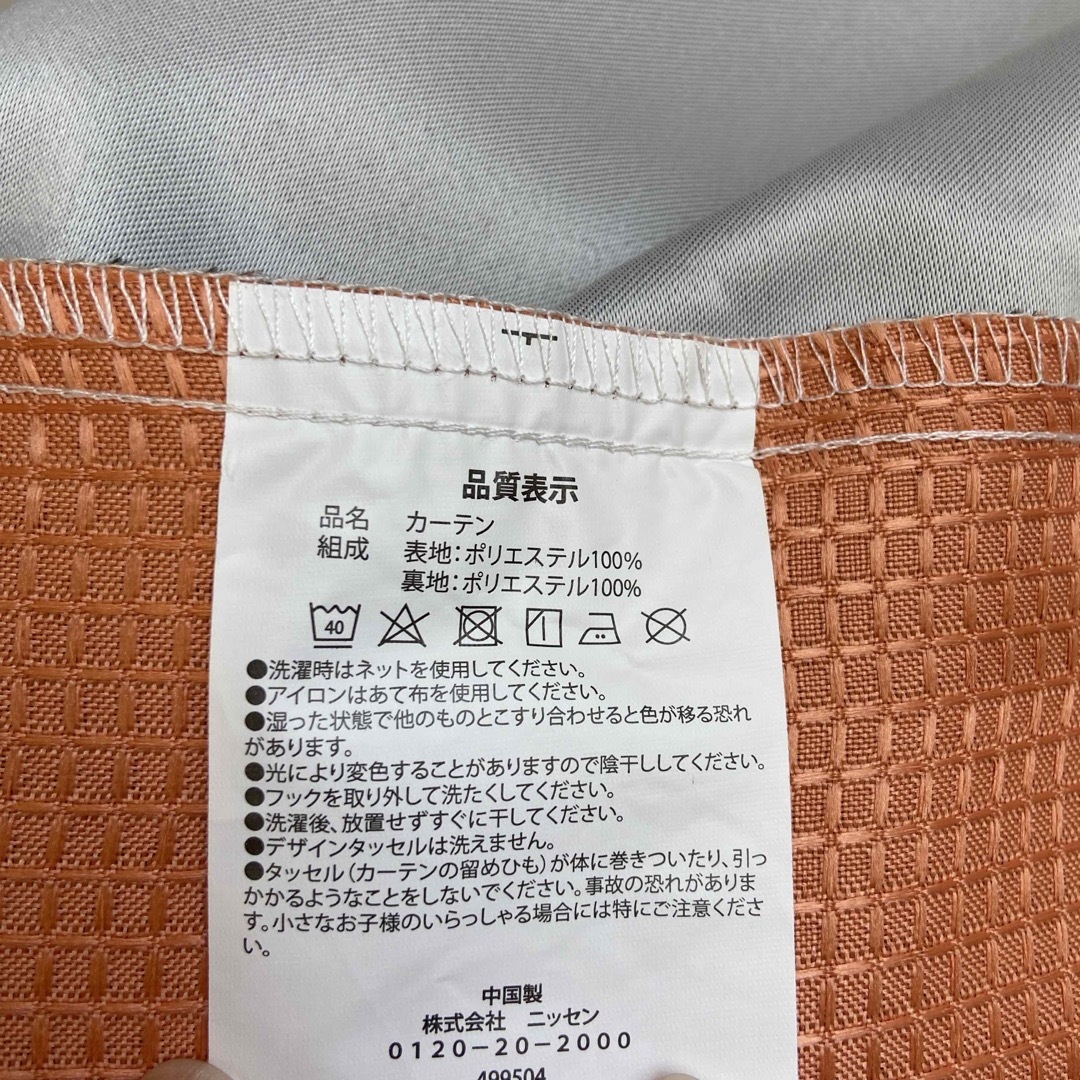 品質表示
品名 カーテン
組成 表地:ポリエステル100%
裏地:ポリエステル100%
40
●洗濯時はネットを使用してください。
●アイロンはあて布を使用してください。
●湿った状態で他のものとこすり合わせると色が移る恐れ
があります。
●光により変色することがありますので陰干ししてください。
●フックを取り外して洗たくしてください。
●洗濯後、放置せずすぐに干してください。
●デザインタッセルは洗えません。
●タッセル(カーテンの留めひも)が体に巻きついたり、引っ
かかるようなことをしないでください。事故の恐れがありま
す。小さなお子様のいらっしゃる場合には特にご注意くださ
い。
中国製
株式会社 ニッセン
0120-20-2000
499504